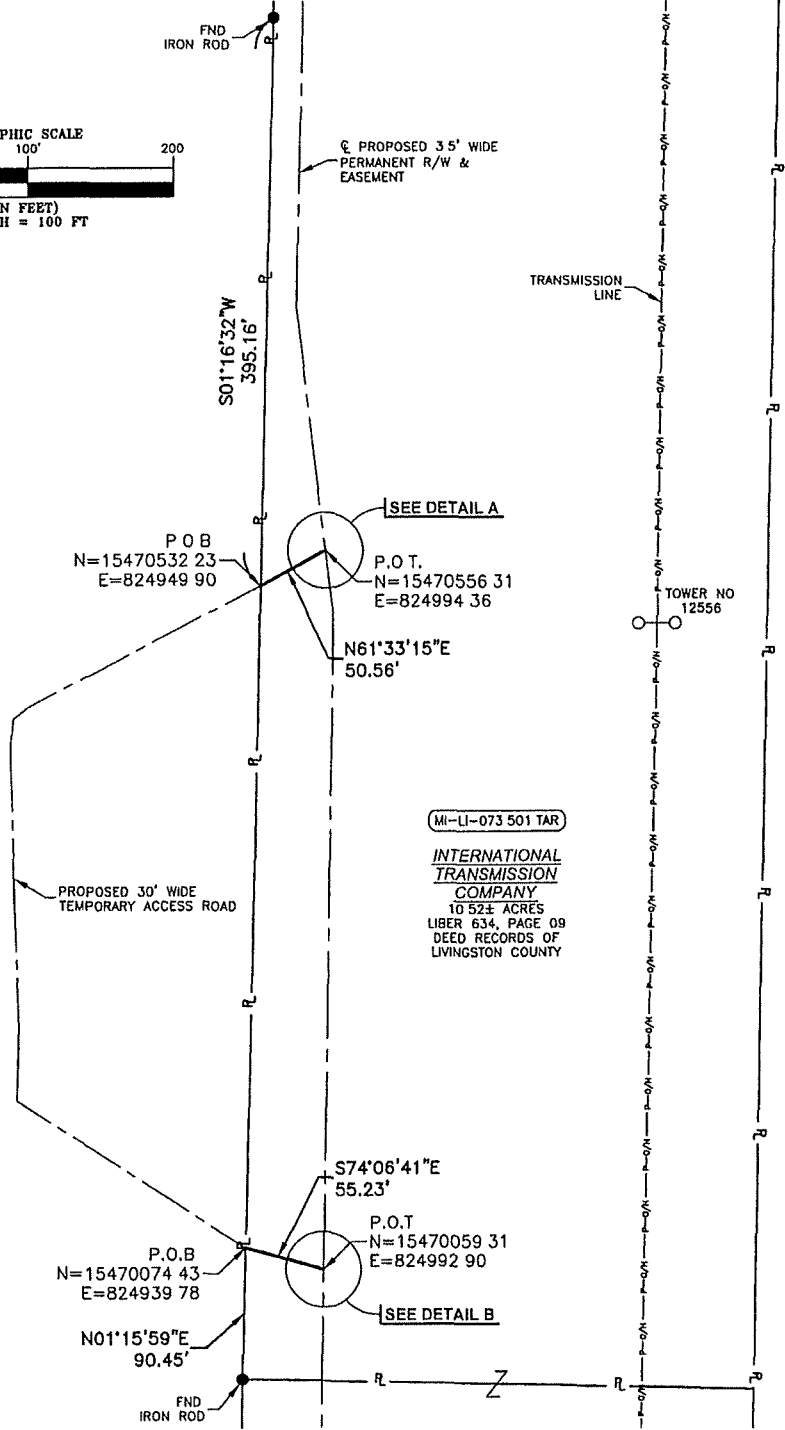 FND
IRON ROD
PHIC SCALE
100'
200
N FEET)
H = 100 FT
℄ PROPOSED 3 5' WIDE
PERMANENT R/W &
EASEMENT
TRANSMISSION
LINE
S01°16'32"W
395.16'
SEE DETAIL A
P O B
N=15470532 23
E=824949 90
P.O T.
N=15470556 31
E=824994 36
TOWER NO
12556
N61°33'15"E
50.56'
MI-LI-073 501 TAR
INTERNATIONAL
TRANSMISSION
COMPANY
10 52± ACRES
LIBER 634, PAGE 09
DEED RECORDS OF
LIVINGSTON COUNTY
PROPOSED 30' WIDE
TEMPORARY ACCESS ROAD
S74°06'41"E
55.23'
P.O.T
N=15470059 31
E=824992 90
P.O.B
N=15470074 43
E=824939 78
SEE DETAIL B
N01°15'59"E
90.45'
FND
IRON ROD